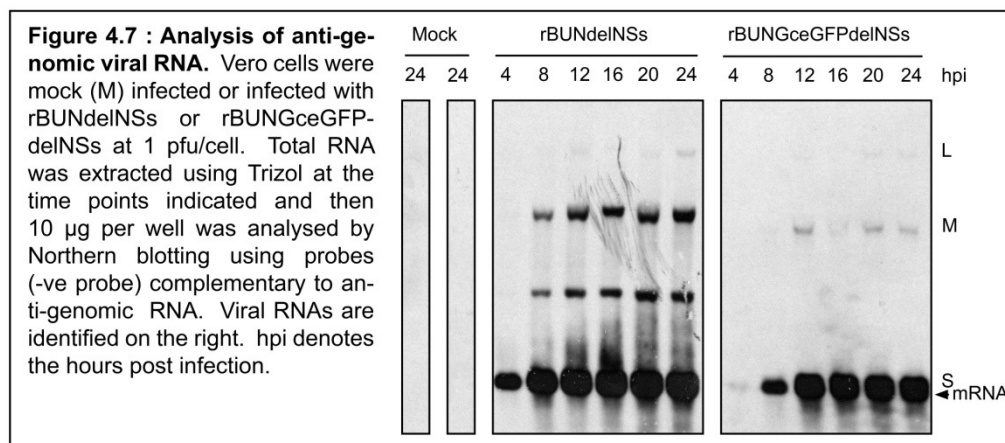 Figure 4.7 : Analysis of anti-ge-
nomic viral RNA. Vero cells were
mock (M) infected or infected with
rBUNdelNSs or rBUNGceGFP-
delNSs at 1 pfu/cell. Total RNA
was extracted using Trizol at the
time points indicated and then
10 µg per well was analysed by
Northern blotting using probes
(-ve probe) complementary to an-
ti-genomic RNA. Viral RNAs are
identified on the right. hpi denotes
the hours post infection.
Mock rBUNdelNSs rBUNGceGFPdelNSs
24 24 4 8 12 16 20 24 4 8 12 16 20 24 hpi
L
M
S
mRNA